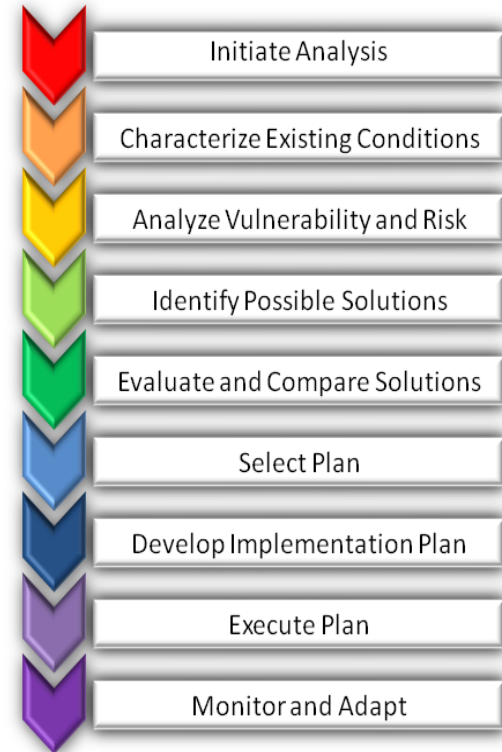 Initiate Analysis
Characterize Existing Conditions
Analyze Vulnerability and Risk
Identify Possible Solutions
Evaluate and Compare Solutions
Select Plan
Develop Implementation Plan
Execute Plan
Monitor and Adapt